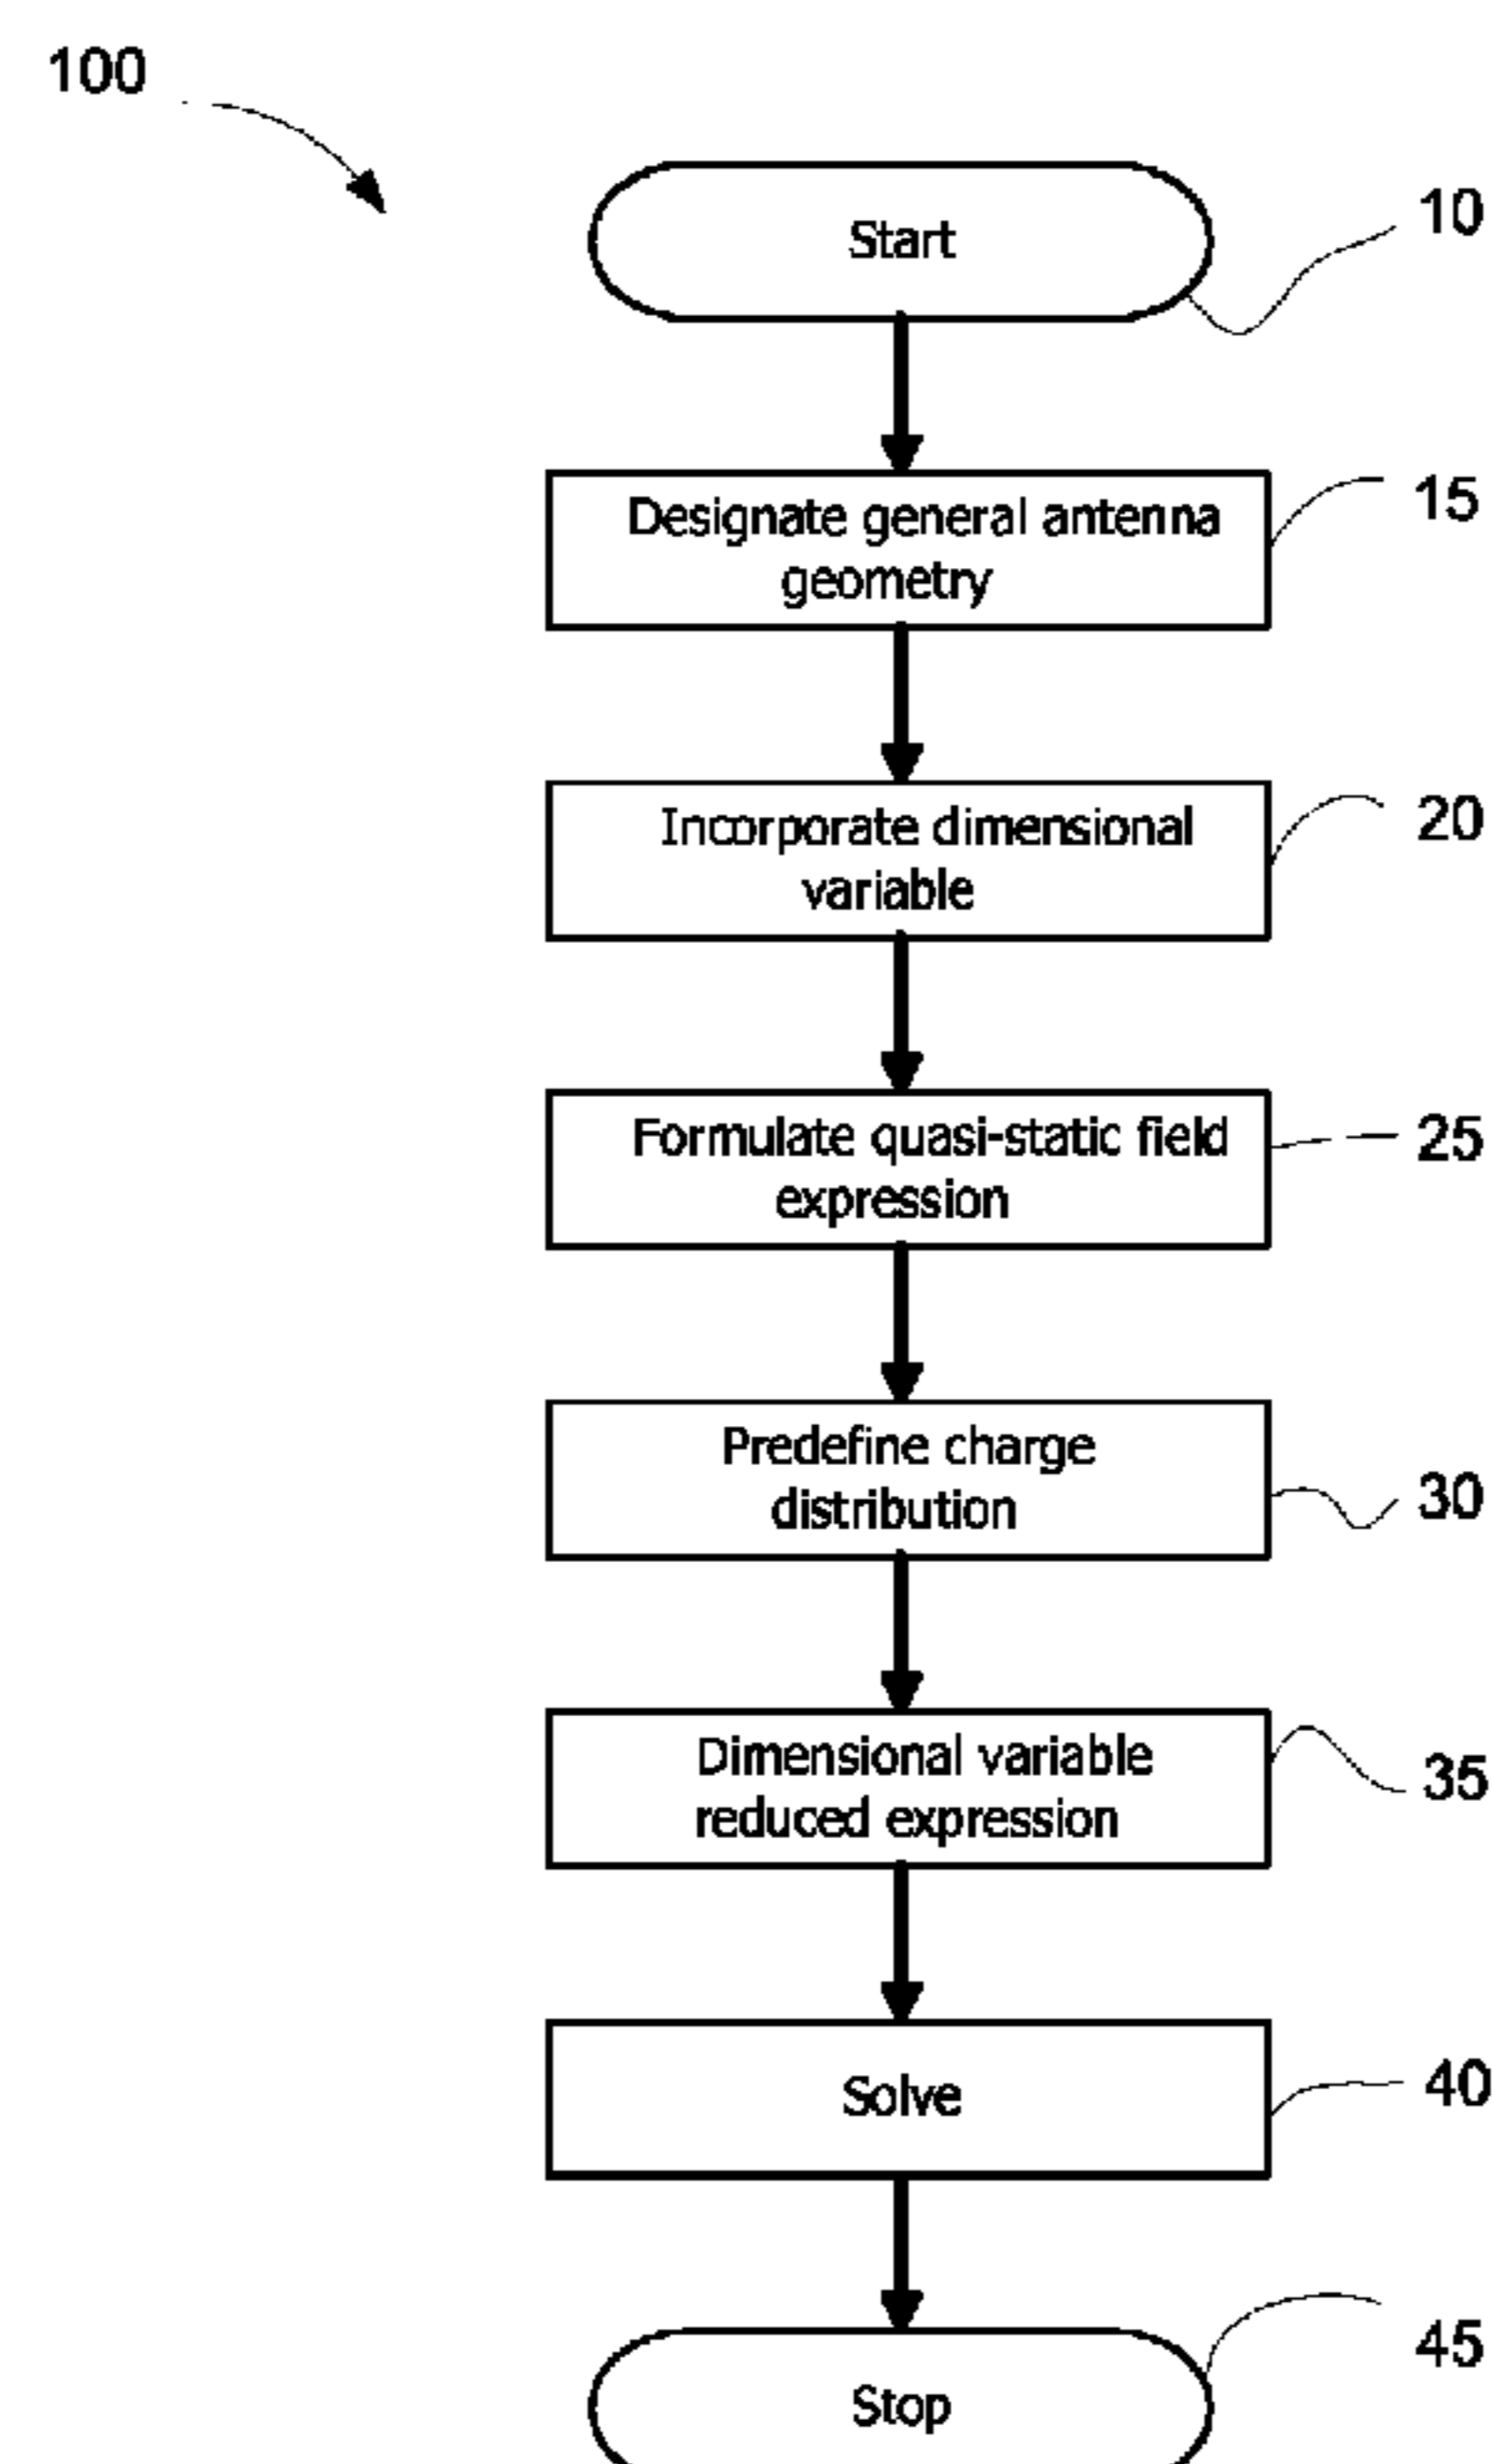 100
Start
10
Designate general antenna
geometry
15
Incorporate dimensional
variable
20
Formulate quasi-static field
expression
25
Predefine charge
distribution
30
Dimensional variable
reduced expression
35
Solve
40
Stop
45